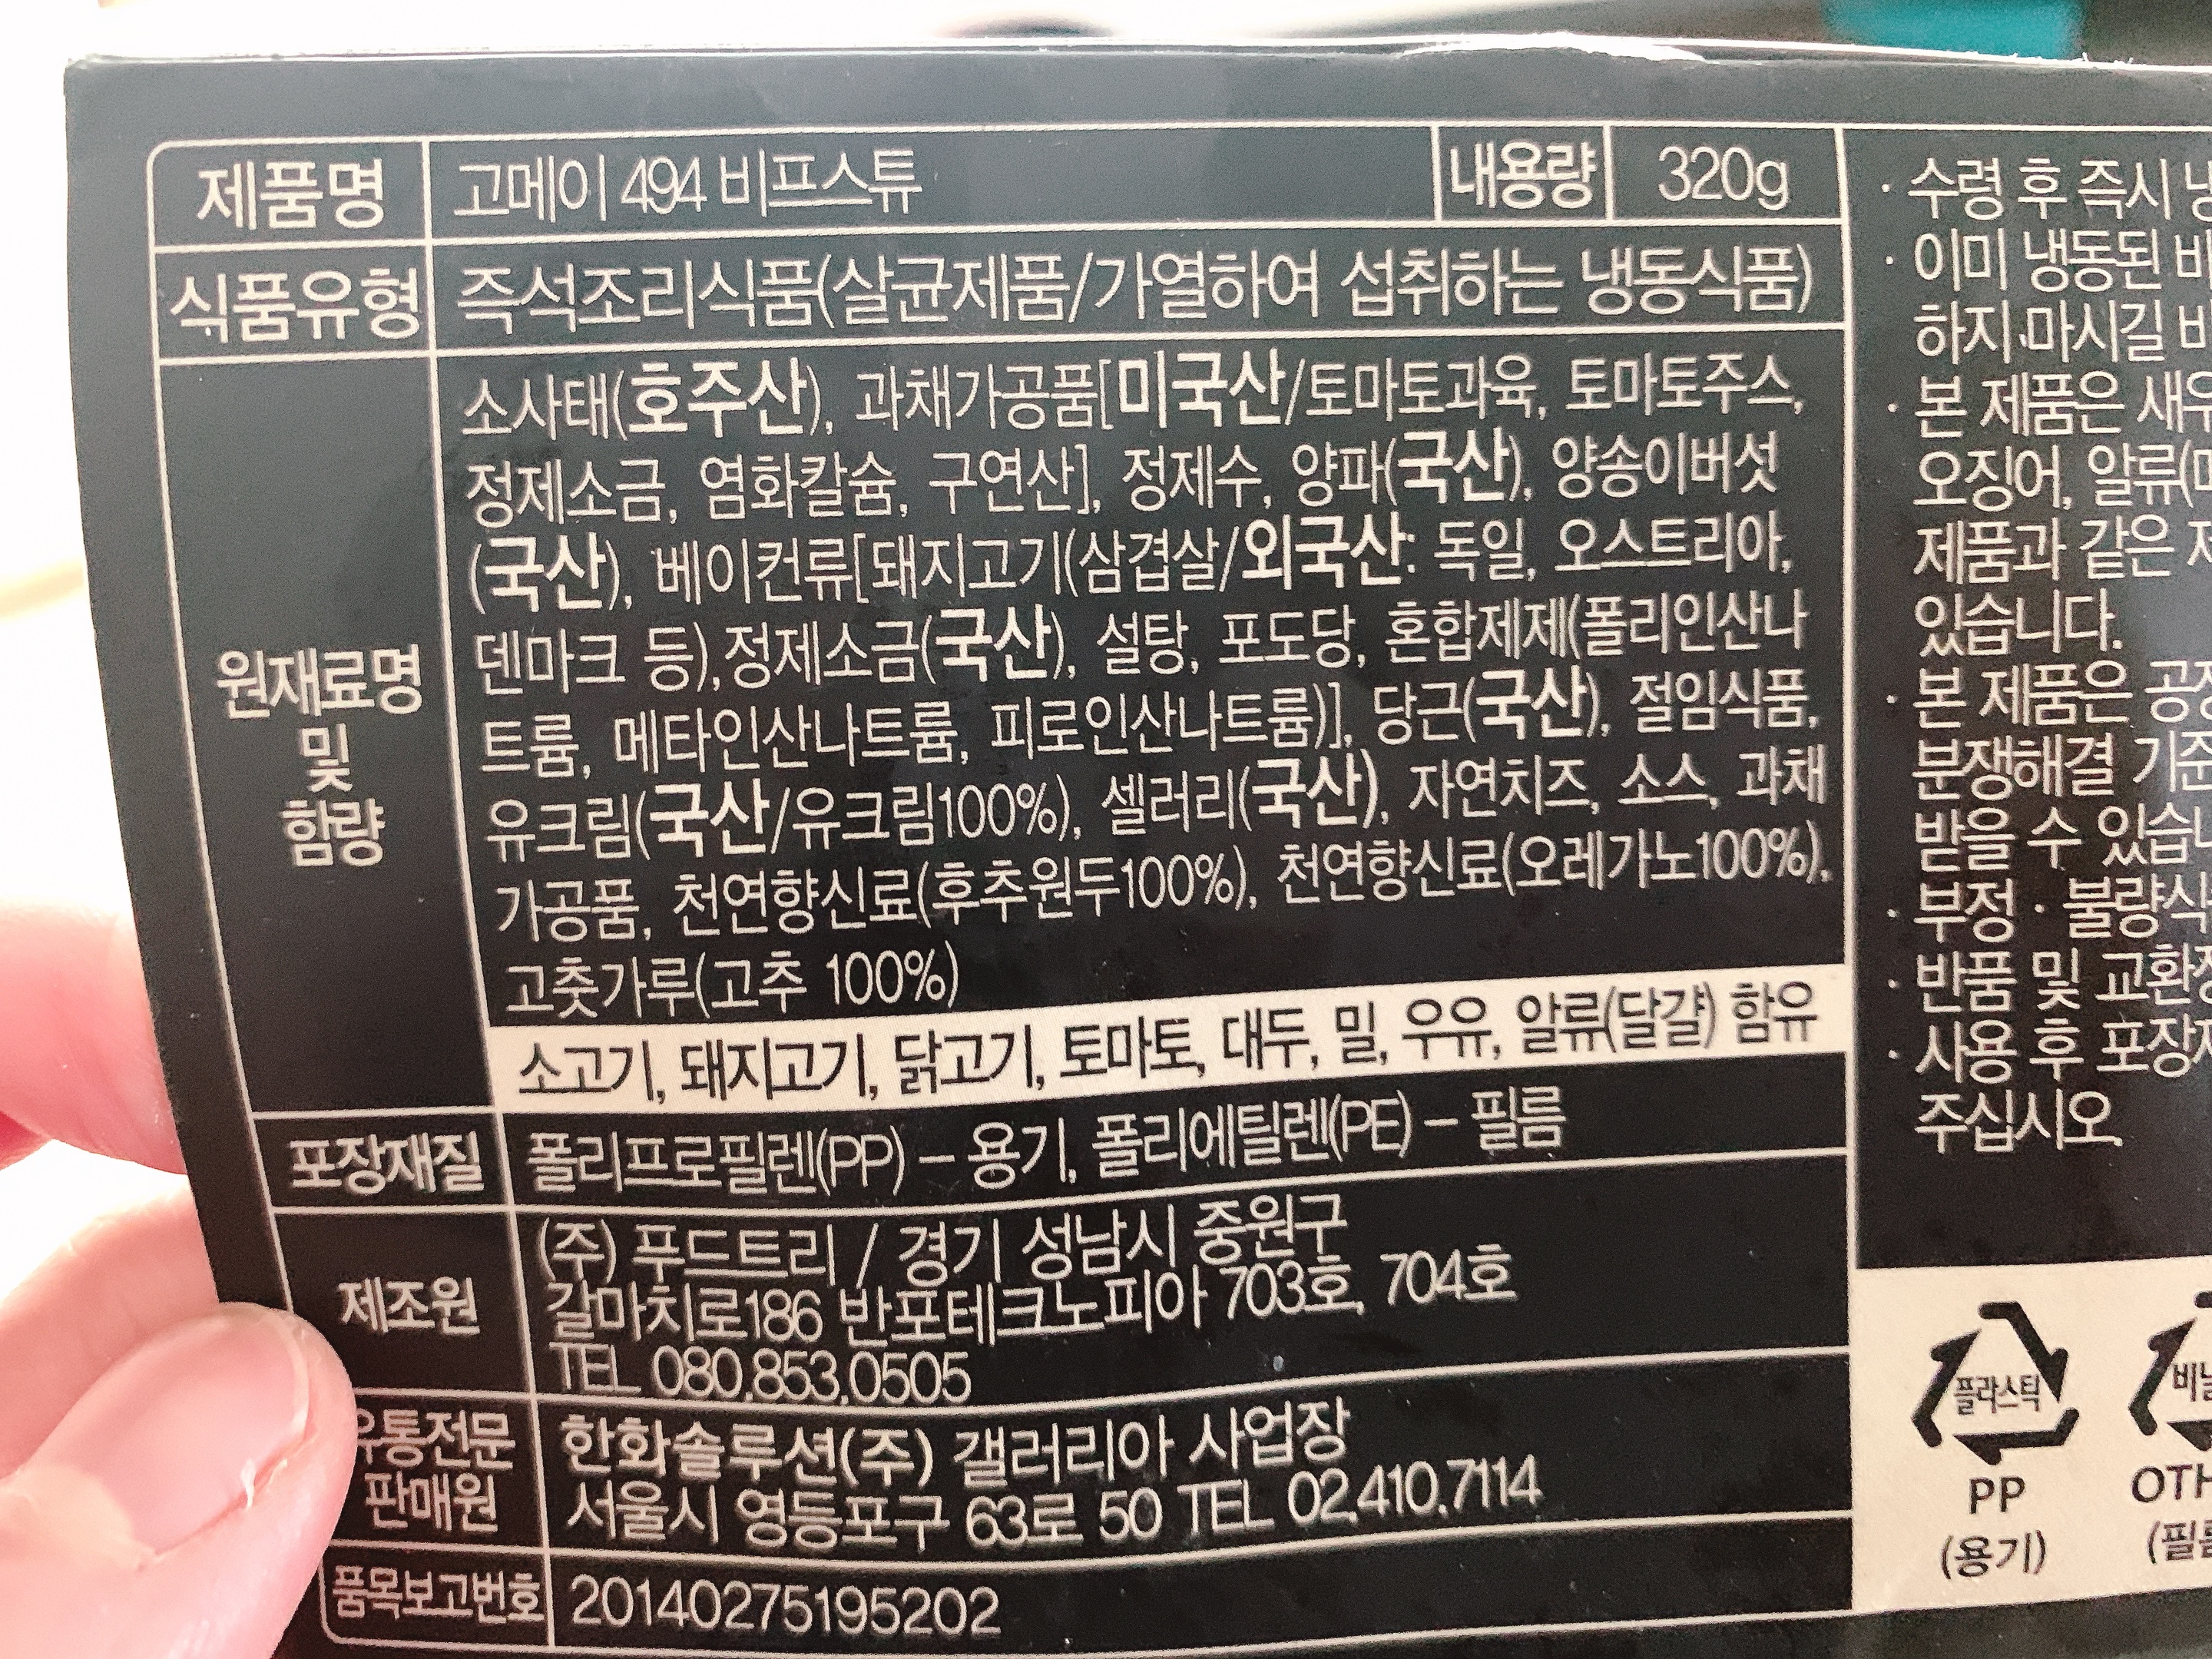 제품명 고메이 494 비프스튜 내용량 320g
식품유형 즉석조리식품(살균제품/가열하여 섭취하는 냉동식품)
원재료명
및
함량
소사태(호주산), 과채가공품[미국산/토마토과육, 토마토주스,
정제소금, 염화칼슘, 구연산], 정제수, 양파(국산), 양송이버섯
(국산), 베이컨류[돼지고기(삼겹살/외국산: 독일, 오스트리아,
덴마크 등),정제소금(국산), 설탕, 포도당, 혼합제제(폴리인산나
트륨, 메타인산나트륨, 피로인산나트륨)], 당근(국산), 절임식품,
유크림(국산/유크림100%), 셀러리(국산), 자연치즈, 소스, 과채
가공품, 천연향신료(후추원두100%), 천연향신료(오레가노100%),
고춧가루(고추 100%)
소고기, 돼지고기, 닭고기, 토마토, 대두, 밀, 우유, 알류(달걀) 함유
포장재질 폴리프로필렌(PP) – 용기, 폴리에틸렌(PE) – 필름
제조원
(주) 푸드트리 / 경기 성남시 중원구
갈마치로186 반포테크노피아 703호, 704호
TEL 080.853.0505
유통전문
판매원
한화솔루션(주) 갤러리아 사업장
서울시 영등포구 63로 50 TEL 02.410.7114
품목보고번호 20140275195202
· 수령 후 즉시
· 이미 냉동된
하지 마시길
· 본 제품은
오징어, 알류
제품과 같은
있습니다.
· 본 제품은
분쟁해결 기준
받을 수
· 부정 · 불량
· 반품 및 교환
· 사용 후
주십시오.
플라스틱
PP
(용기)